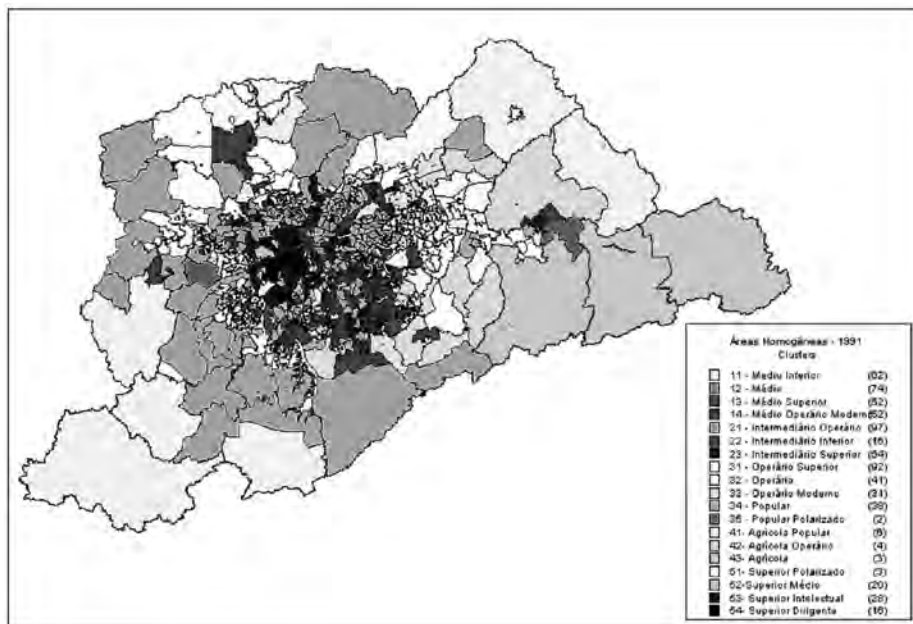 Áreas Homogêneas - 1991
Clusters
11 - Medio Inferior (62)
12 - Médio (74)
13 - Médio Superior (52)
14 - Médio Operário Modern (52)
21 - Intermediário Operário (97)
22 - Intermediário Inferior (16)
23 - Intermediário Superior (64)
31 - Operário Superior (92)
32 - Operário (41)
33 - Operário Moderno (31)
34 - Popular (38)
35 - Popular Polarizado (2)
41 - Agrícola Popular (6)
42- Agrícola Operário (4)
43- Agrícola (3)
51- Superior Polarizado (3)
52-Superior Médio (20)
53- Superior Intelectual (28)
54- Superior Dirigente (16)